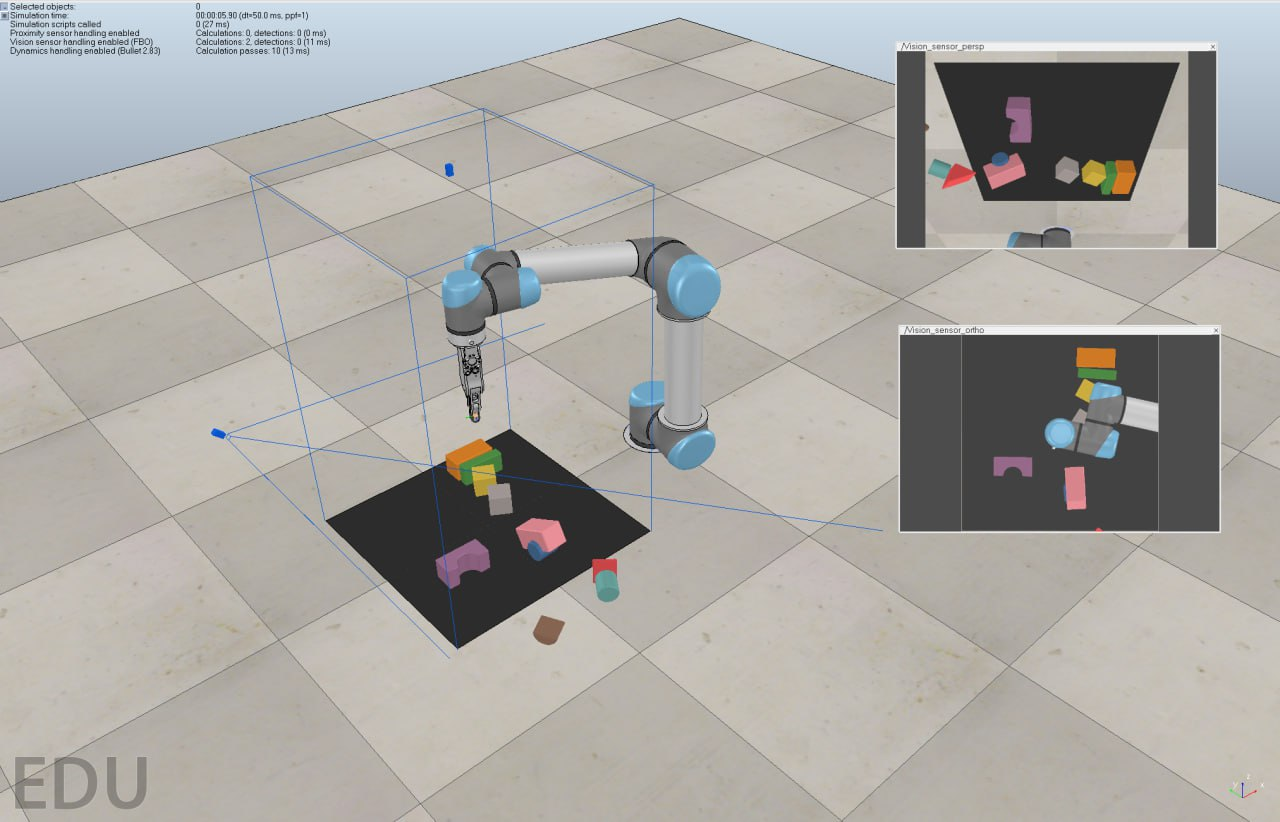 Selected objects: 0
Simulation time: 00:00:05.90 (dt=50.0 ms, ppf=1)
Simulation scripts called 0 (27 ms)
Proximity sensor handling enabled Calculations: 0, detections: 0 (0 ms)
Vision sensor handling enabled (FBO) Calculations: 2, detections: 0 (11 ms)
Dynamics handling enabled (Bullet 2.83) Calculation passes: 10 (13 ms)
/Vision_sensor_persp x
/Vision_sensor_ortho x
EDU
z
x